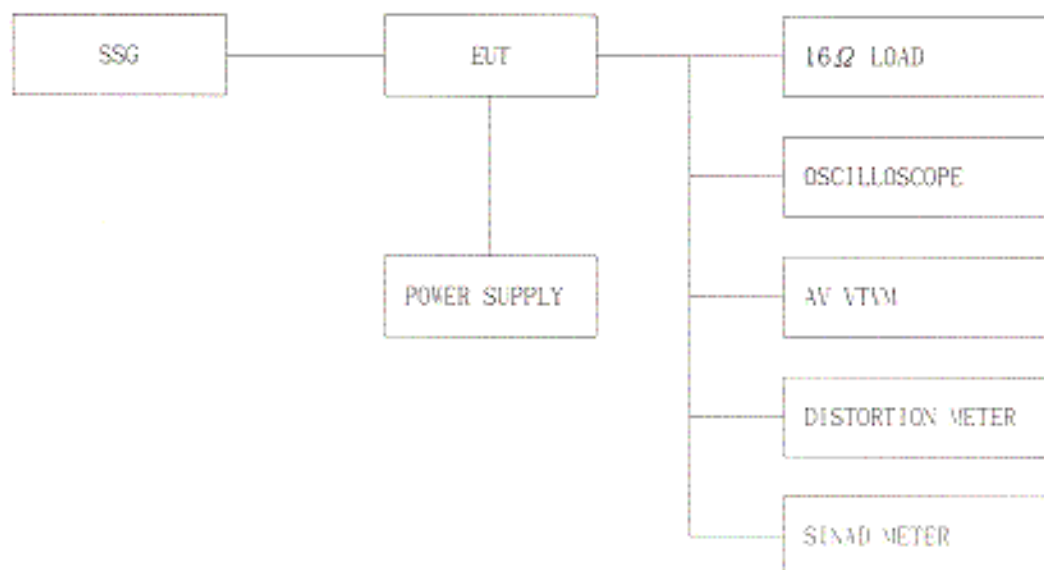 SSG
EUT
16Ω LOAD
OSCILLOSCOPE
POWER SUPPLY
AV VTVM
DISTORTION METER
SINAD METER